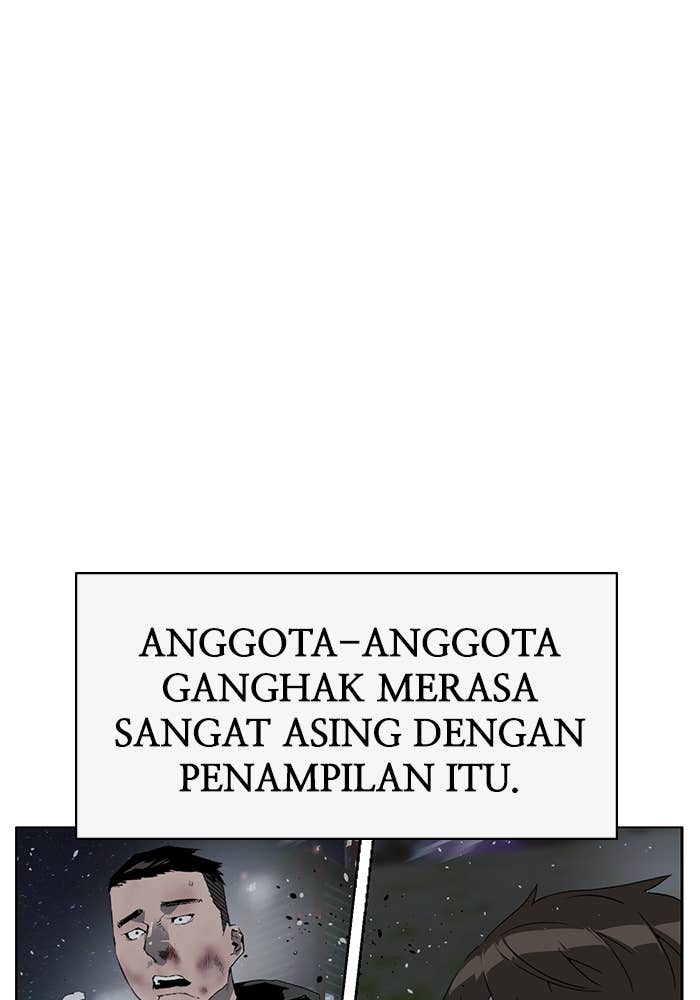 ANGGOTA-ANGGOTA
GANGHAK MERASA
SANGAT ASING DENGAN
PENAMPILAN ITU.